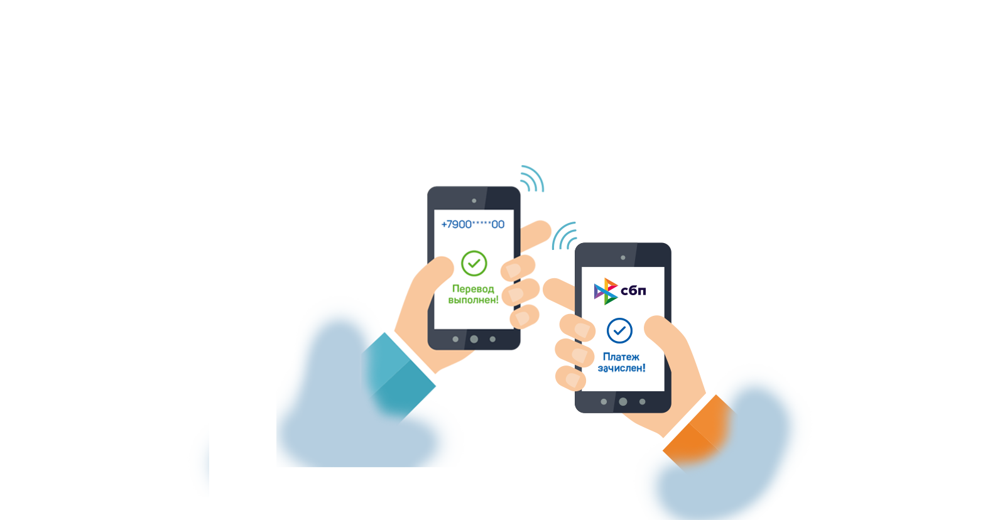 +7900*****00
Перевод
выполнен!
сбп
Платеж
зачислен!